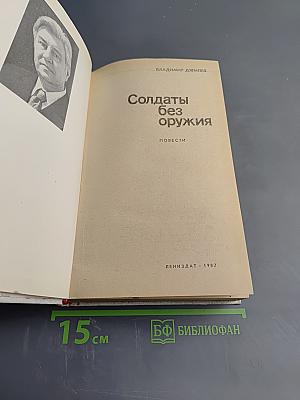 ВЛАДИМИР ДЯГИЛЕВ
Солдаты
без
оружия
ПОВЕСТИ
ЛЕНИЗДАТ · 1982
15 см
БФ БИБЛИОФАН